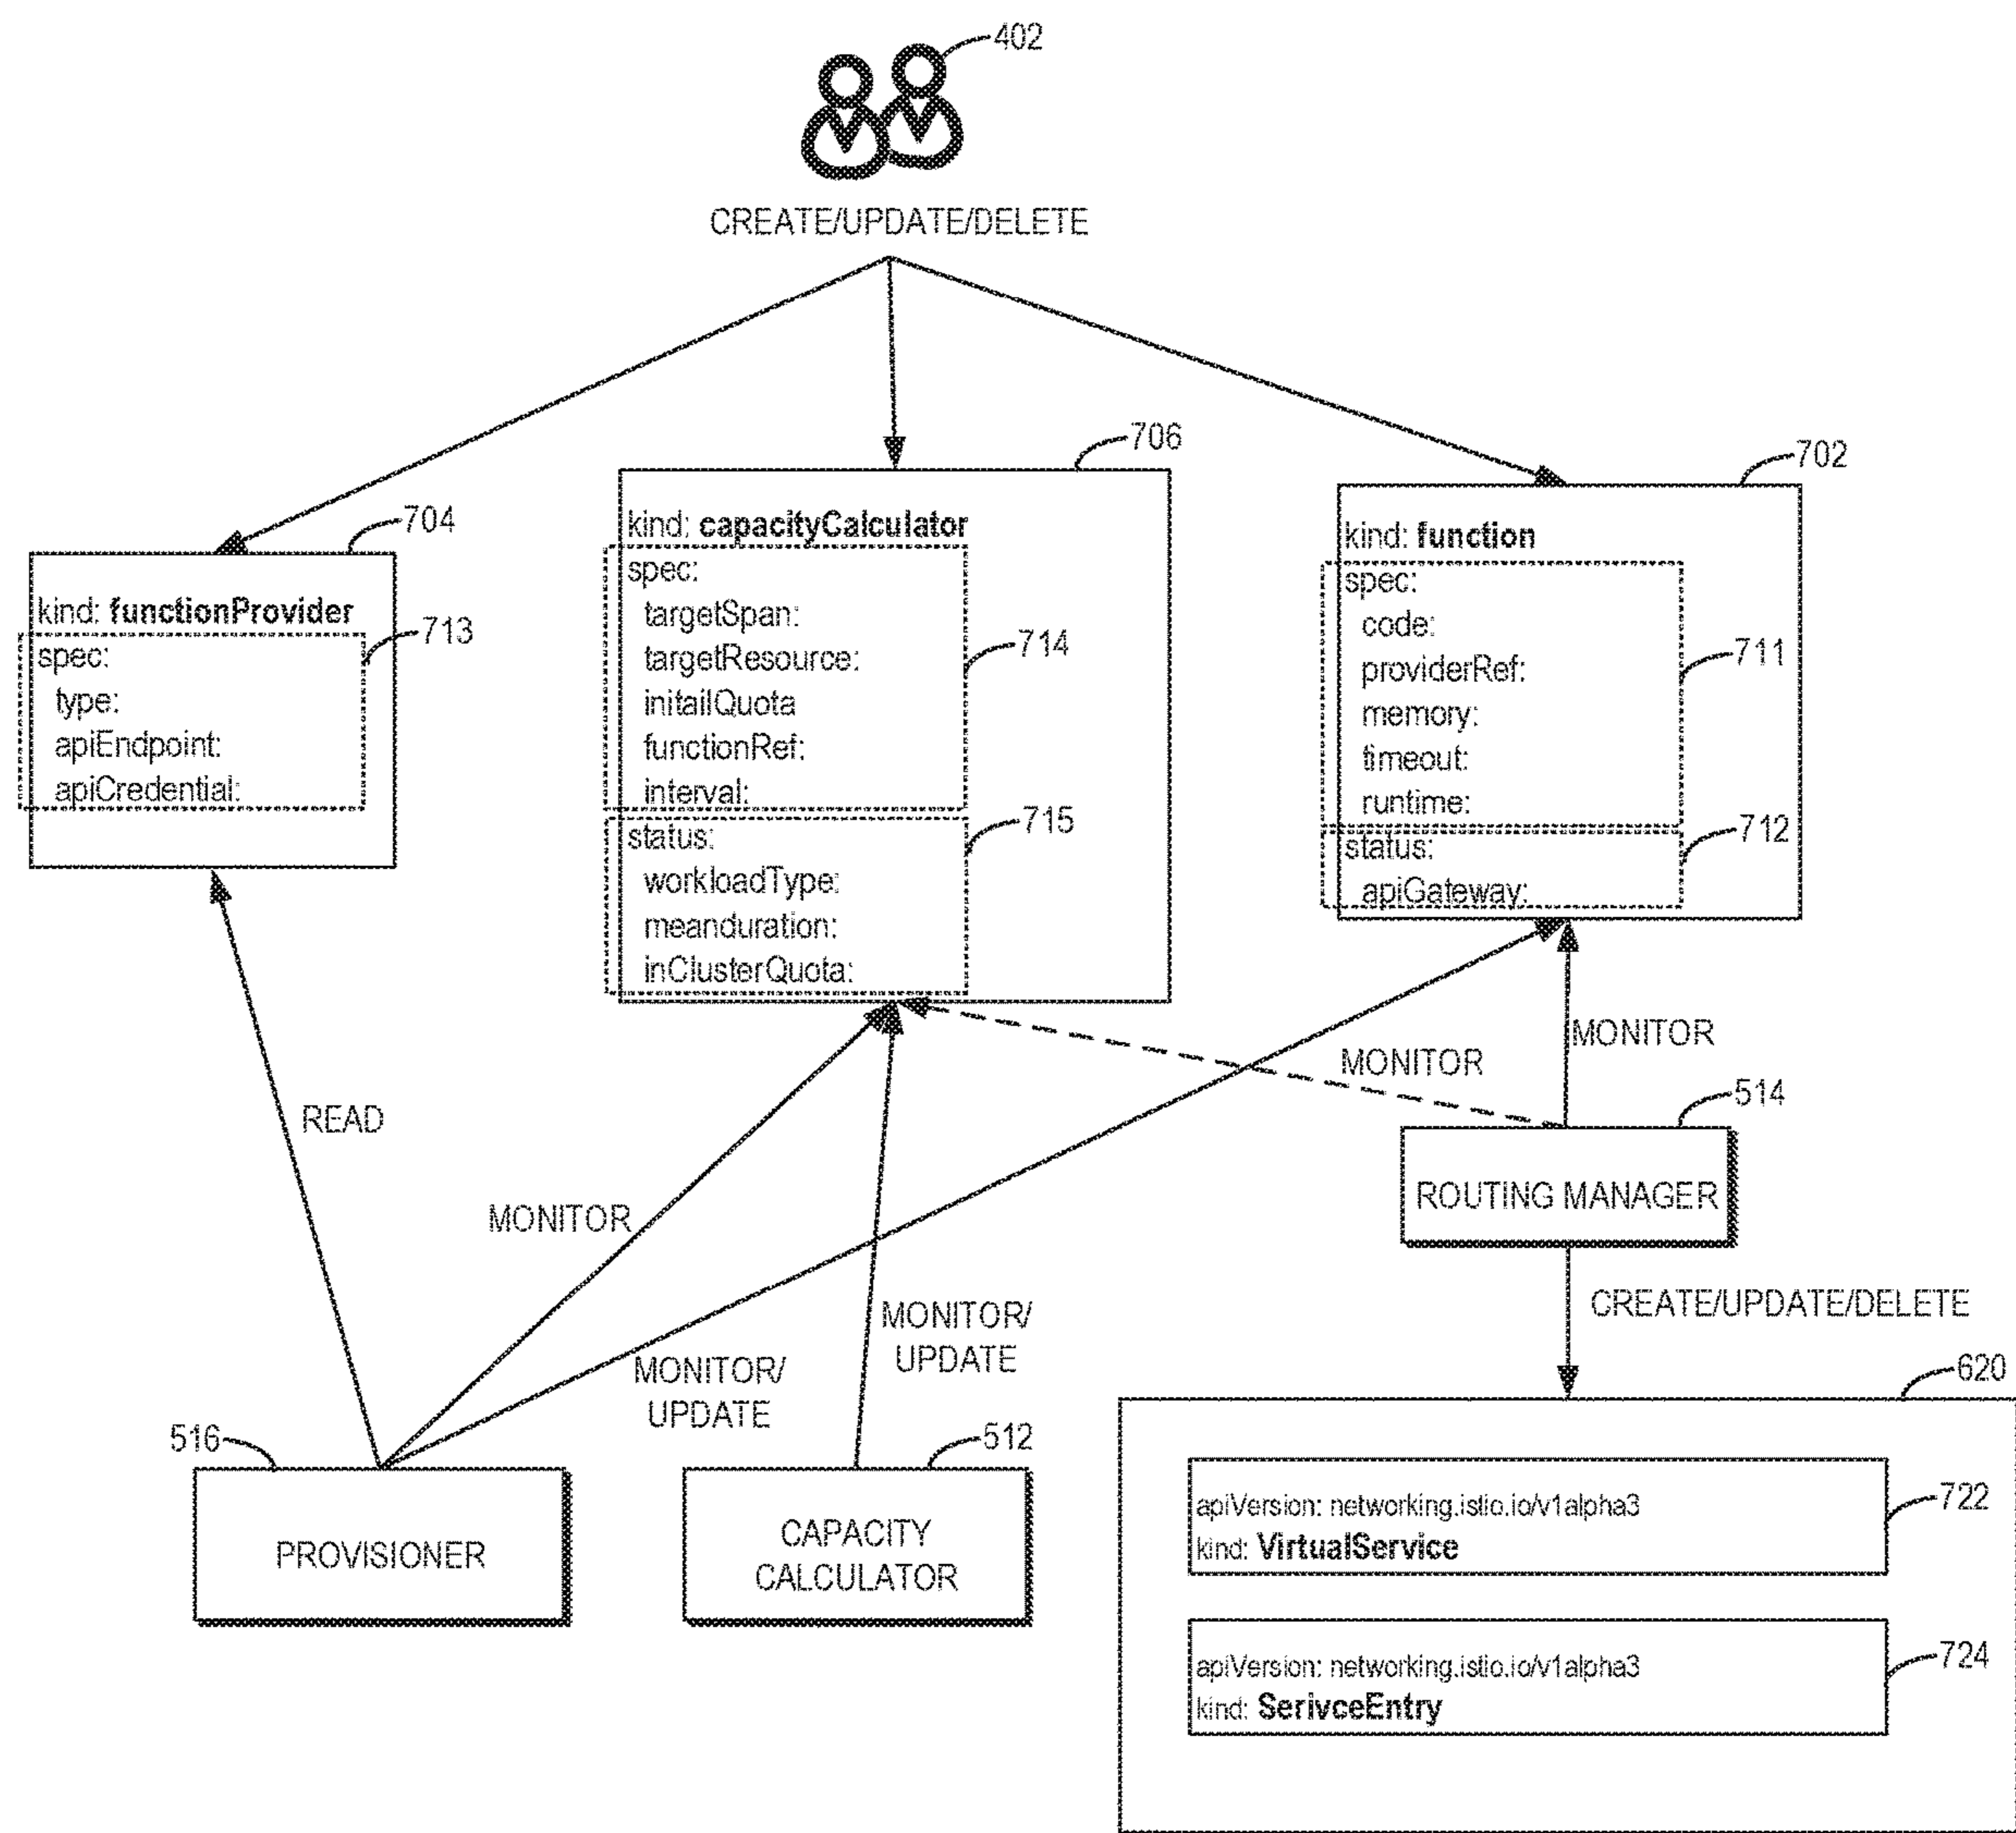 402
CREATE/UPDATE/DELETE
704
kind: functionProvider
713
spec:
type:
apiEndpoint:
apiCredential:
706
kind: capacityCalculator
spec:
targetSpan:
targetResource:
714
initailQuota
functionRef:
interval:
715
status:
workloadType:
meanduration:
inClusterQuota:
702
kind: function
spec:
code:
711
providerRef:
memory:
timeout:
runtime:
712
status:
apiGateway:
READ
MONITOR
MONITOR/
UPDATE
MONITOR/
UPDATE
MONITOR
MONITOR
514
ROUTING MANAGER
CREATE/UPDATE/DELETE
516
PROVISIONER
512
CAPACITY
CALCULATOR
620
apiVersion: networking.istio.io/v1alpha3
722
kind: VirtualService
apiVersion: networking.istio.io/v1alpha3
724
kind: SerivceEntry